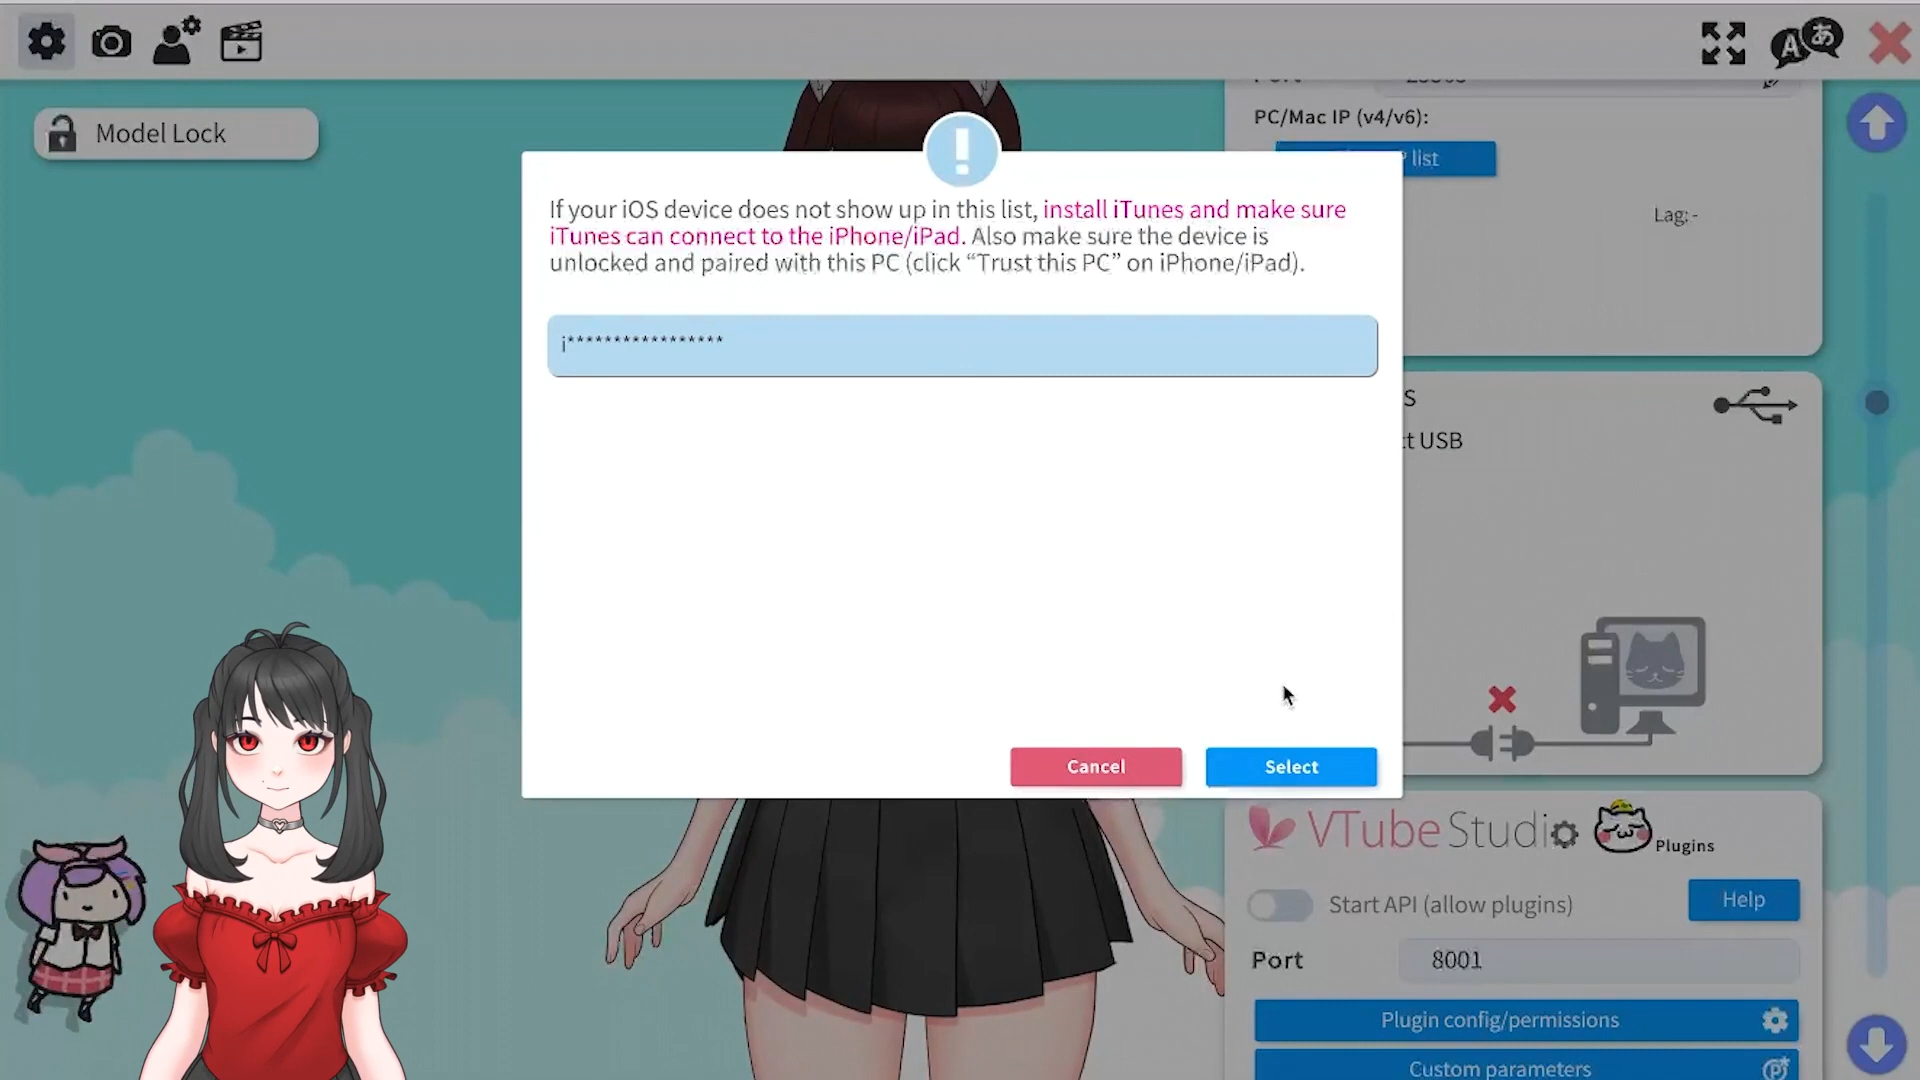 Model Lock
PC/Mac IP (v4/v6):
list
Lag: -
If your iOS device does not show up in this list, install iTunes and make sure
iTunes can connect to the iPhone/iPad. Also make sure the device is
unlocked and paired with this PC (click “Trust this PC” on iPhone/iPad).
i*****************
USB
Cancel
Select
VTube Studio
Plugins
Start API (allow plugins)
Help
Port
8001
Plugin config/permissions
Custom parameters
A あ